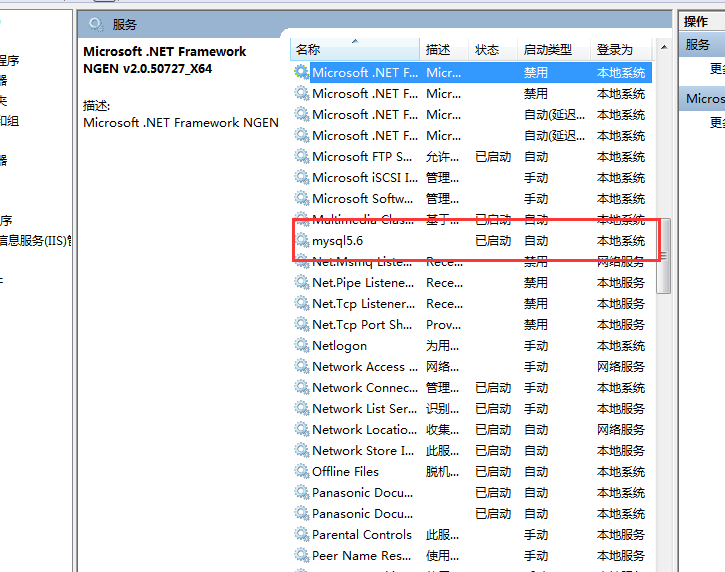 服务
操作
服务
更多
Micros
更多
程序
器
夹
和组
器
序
信息服务(IIS)管
Microsoft .NET Framework
NGEN v2.0.50727_X64
描述:
Microsoft .NET Framework NGEN
名称 描述 状态 启动类型 登录为
Microsoft .NET F... Micr... 禁用 本地系统
Microsoft .NET F... Micr... 禁用 本地系统
Microsoft .NET F... Micr... 自动(延迟... 本地系统
Microsoft .NET F... Micr... 自动(延迟... 本地系统
Microsoft FTP S... 允许... 已启动 自动 本地系统
Microsoft iSCSI I... 管理... 手动 本地系统
Microsoft Softw... 管理... 手动 本地系统
Multimedia Clas... 基于... 已启动 自动 本地系统
mysql5.6 已启动 自动 本地系统
Net.Msmq Liste... Rece... 禁用 网络服务
Net.Pipe Listene... Rece... 禁用 本地服务
Net.Tcp Listener... Rece... 禁用 本地服务
Net.Tcp Port Sh... Prov... 禁用 本地服务
Netlogon 为用... 手动 本地系统
Network Access ... 网络... 手动 网络服务
Network Connec... 管理... 已启动 手动 本地系统
Network List Ser... 识别... 已启动 手动 本地服务
Network Locatio... 收集... 已启动 自动 网络服务
Network Store I... 此服... 已启动 自动 本地服务
Offline Files 脱机... 已启动 自动 本地系统
Panasonic Docu... 已启动 自动 本地系统
Panasonic Docu... 已启动 自动 本地系统
Parental Controls 此服... 手动 本地服务
Peer Name Res... 使用... 手动 本地服务